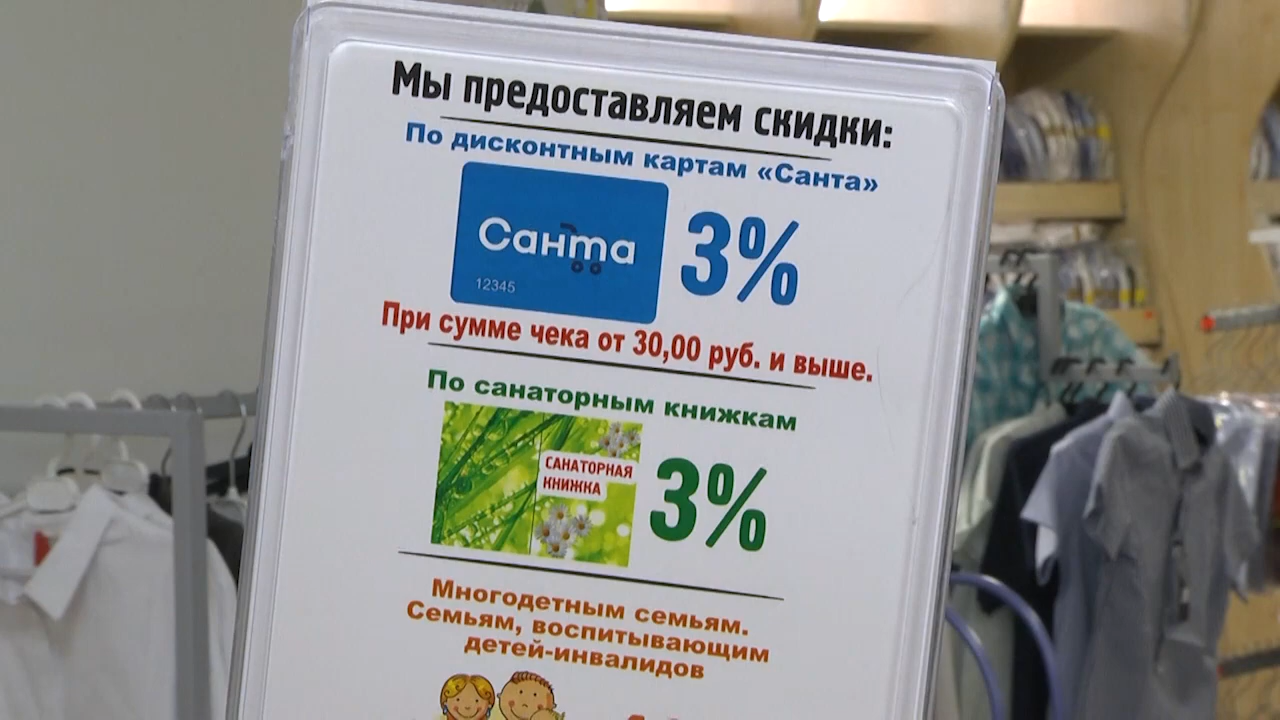 Мы предоставляем скидки:
По дисконтным картам «Санта»
Санта
12345
3%
При сумме чека от 30,00 руб. и выше.
По санаторным книжкам
САНАТОРНАЯ
КНИЖКА
3%
Многодетным семьям.
Семьям, воспитывающим
детей-инвалидов